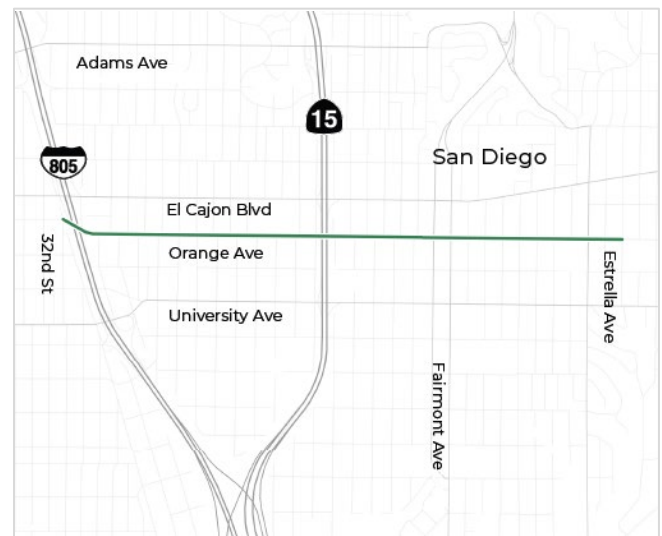 Adams Ave
15
San Diego
805
El Cajon Blvd
32nd St
Orange Ave
Estrella Ave
University Ave
Fairmont Ave